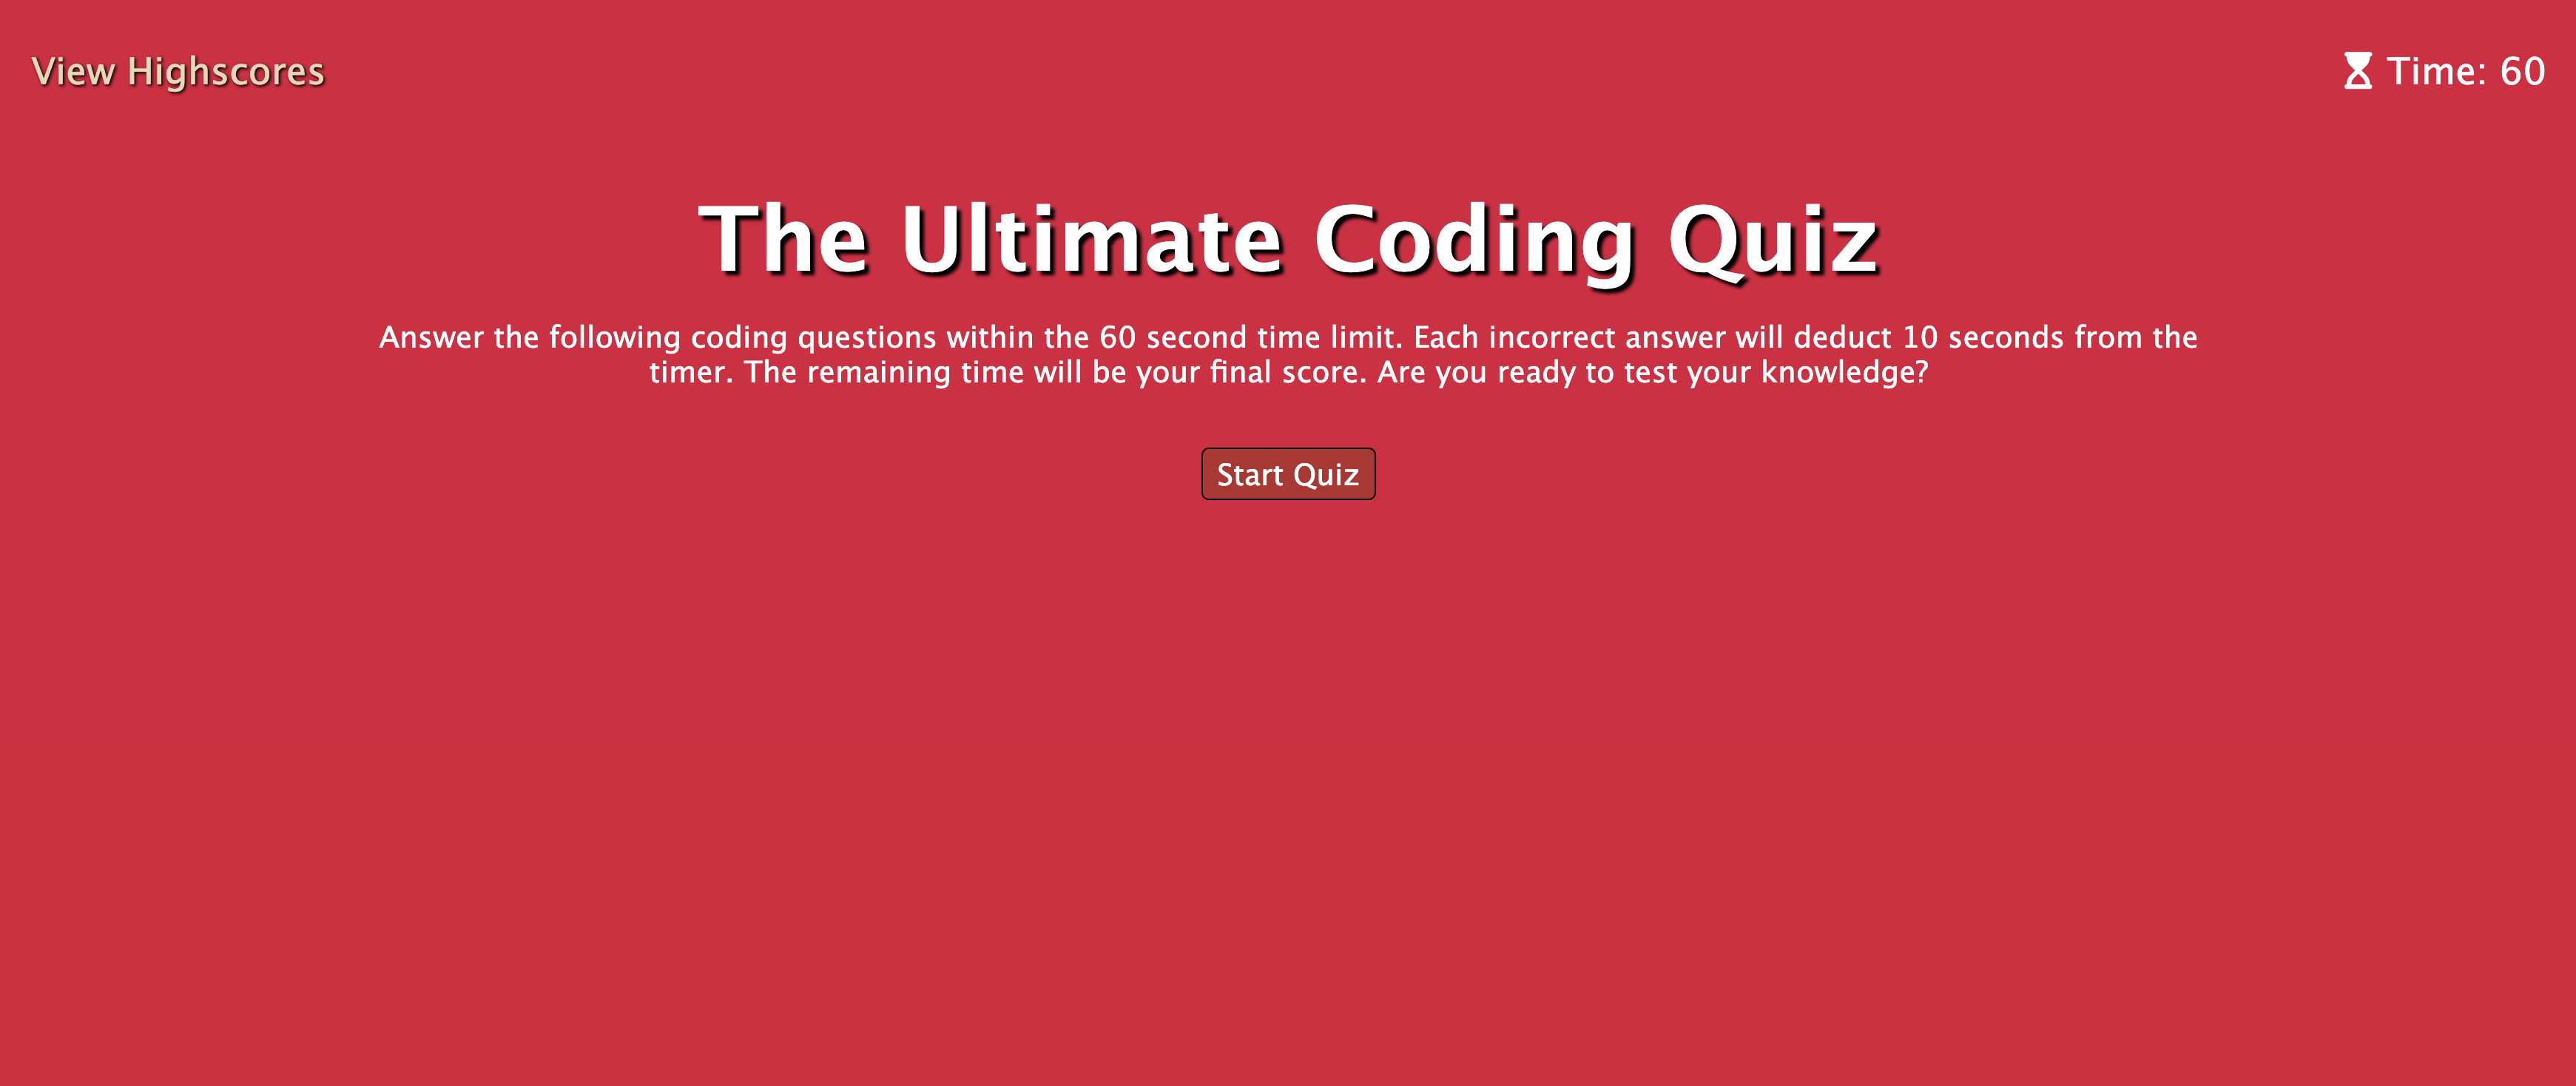 View Highscores
Time: 60
The Ultimate Coding Quiz
Answer the following coding questions within the 60 second time limit. Each incorrect answer will deduct 10 seconds from the
timer. The remaining time will be your final score. Are you ready to test your knowledge?
Start Quiz